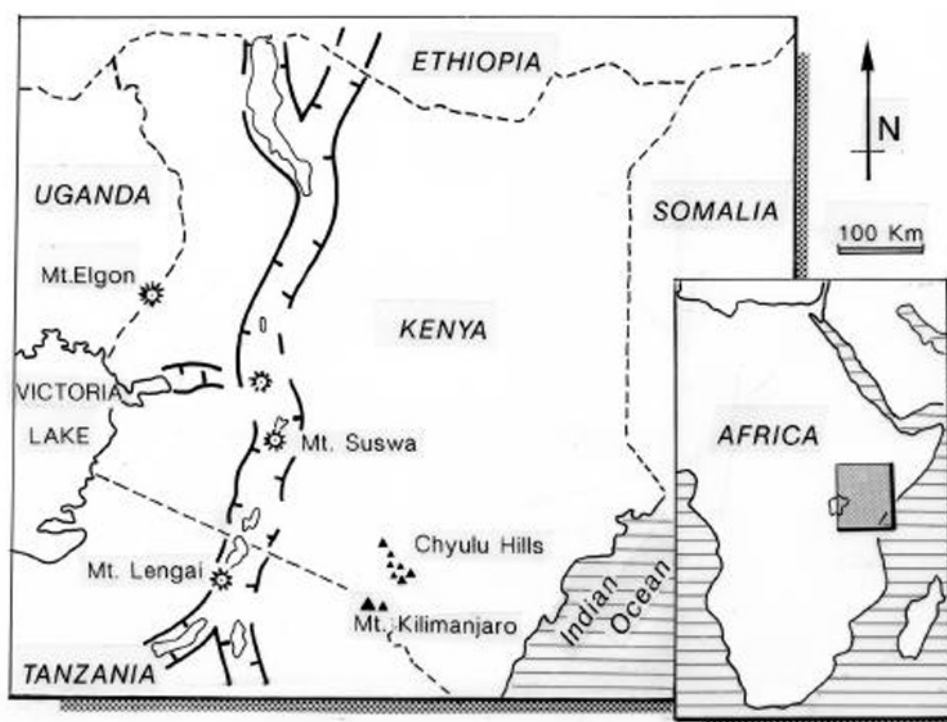 ETHIOPIA
N
UGANDA
SOMALIA
100 Km
Mt.Elgon
KENYA
VICTORIA
LAKE
Mt. Suswa
AFRICA
Chyulu Hills
Mt. Lengai
Mt. Kilimanjaro
Indian
Ocean
TANZANIA